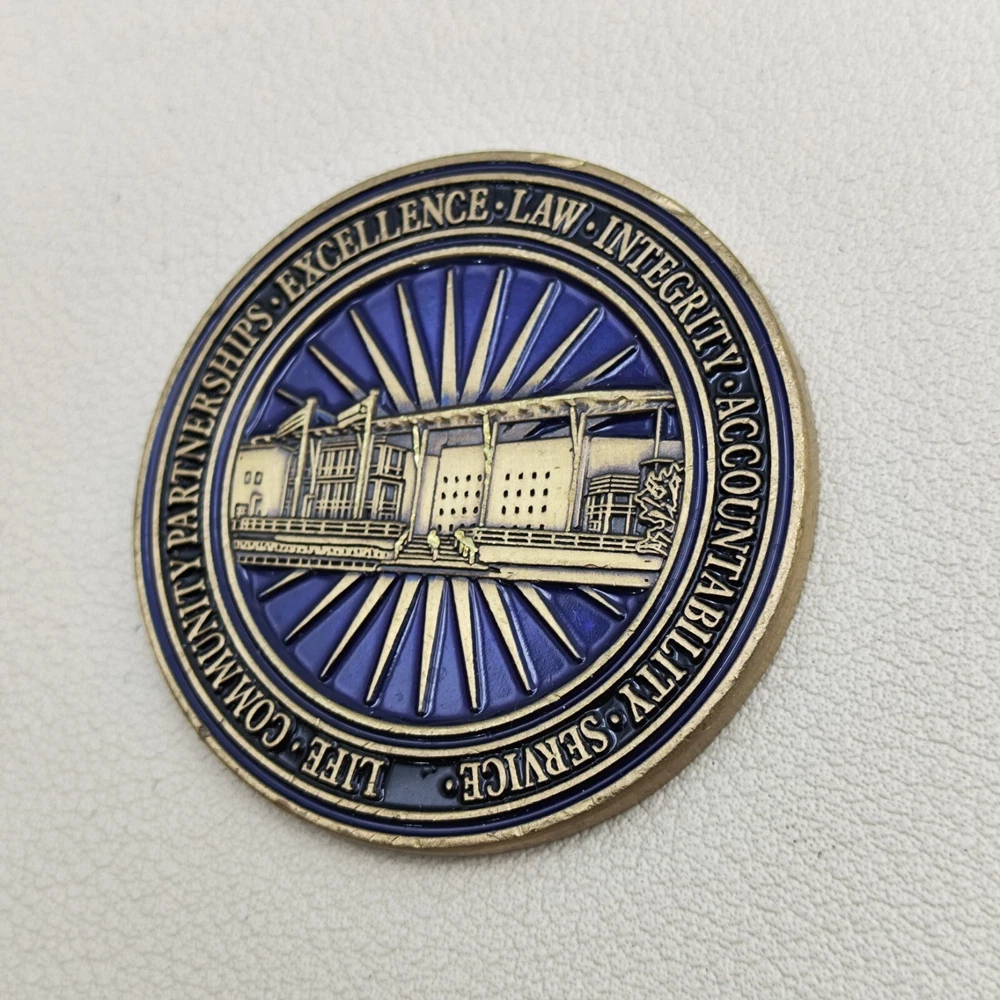 LIFE · COMMUNITY PARTNERSHIPS · EXCELLENCE · LAW · INTEGRITY · ACCOUNTABILITY · SERVICE ·